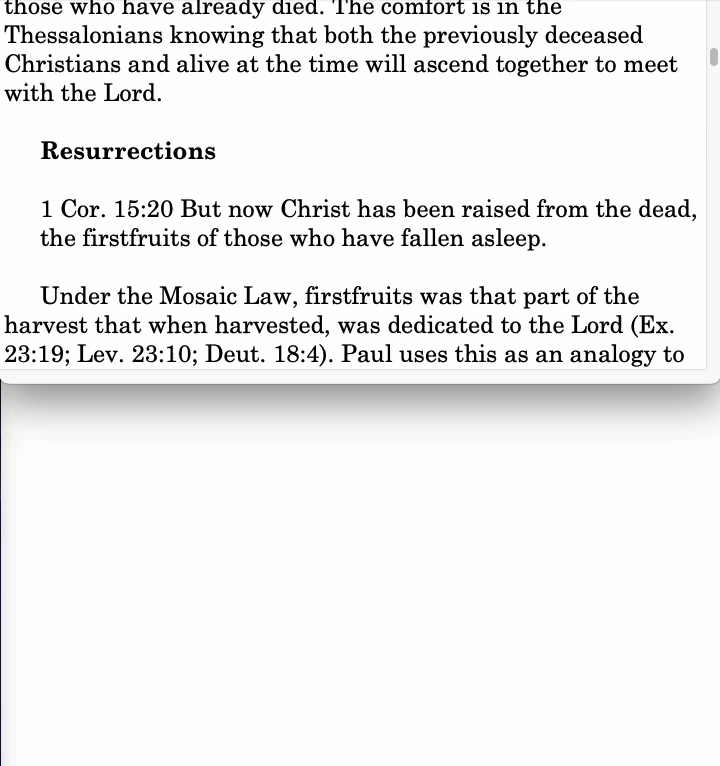 those who have already died. The comfort is in the
Thessalonians knowing that both the previously deceased
Christians and alive at the time will ascend together to meet
with the Lord.
Resurrections
1 Cor. 15:20 But now Christ has been raised from the dead,
the firstfruits of those who have fallen asleep.
Under the Mosaic Law, firstfruits was that part of the
harvest that when harvested, was dedicated to the Lord (Ex.
23:19; Lev. 23:10; Deut. 18:4). Paul uses this as an analogy to